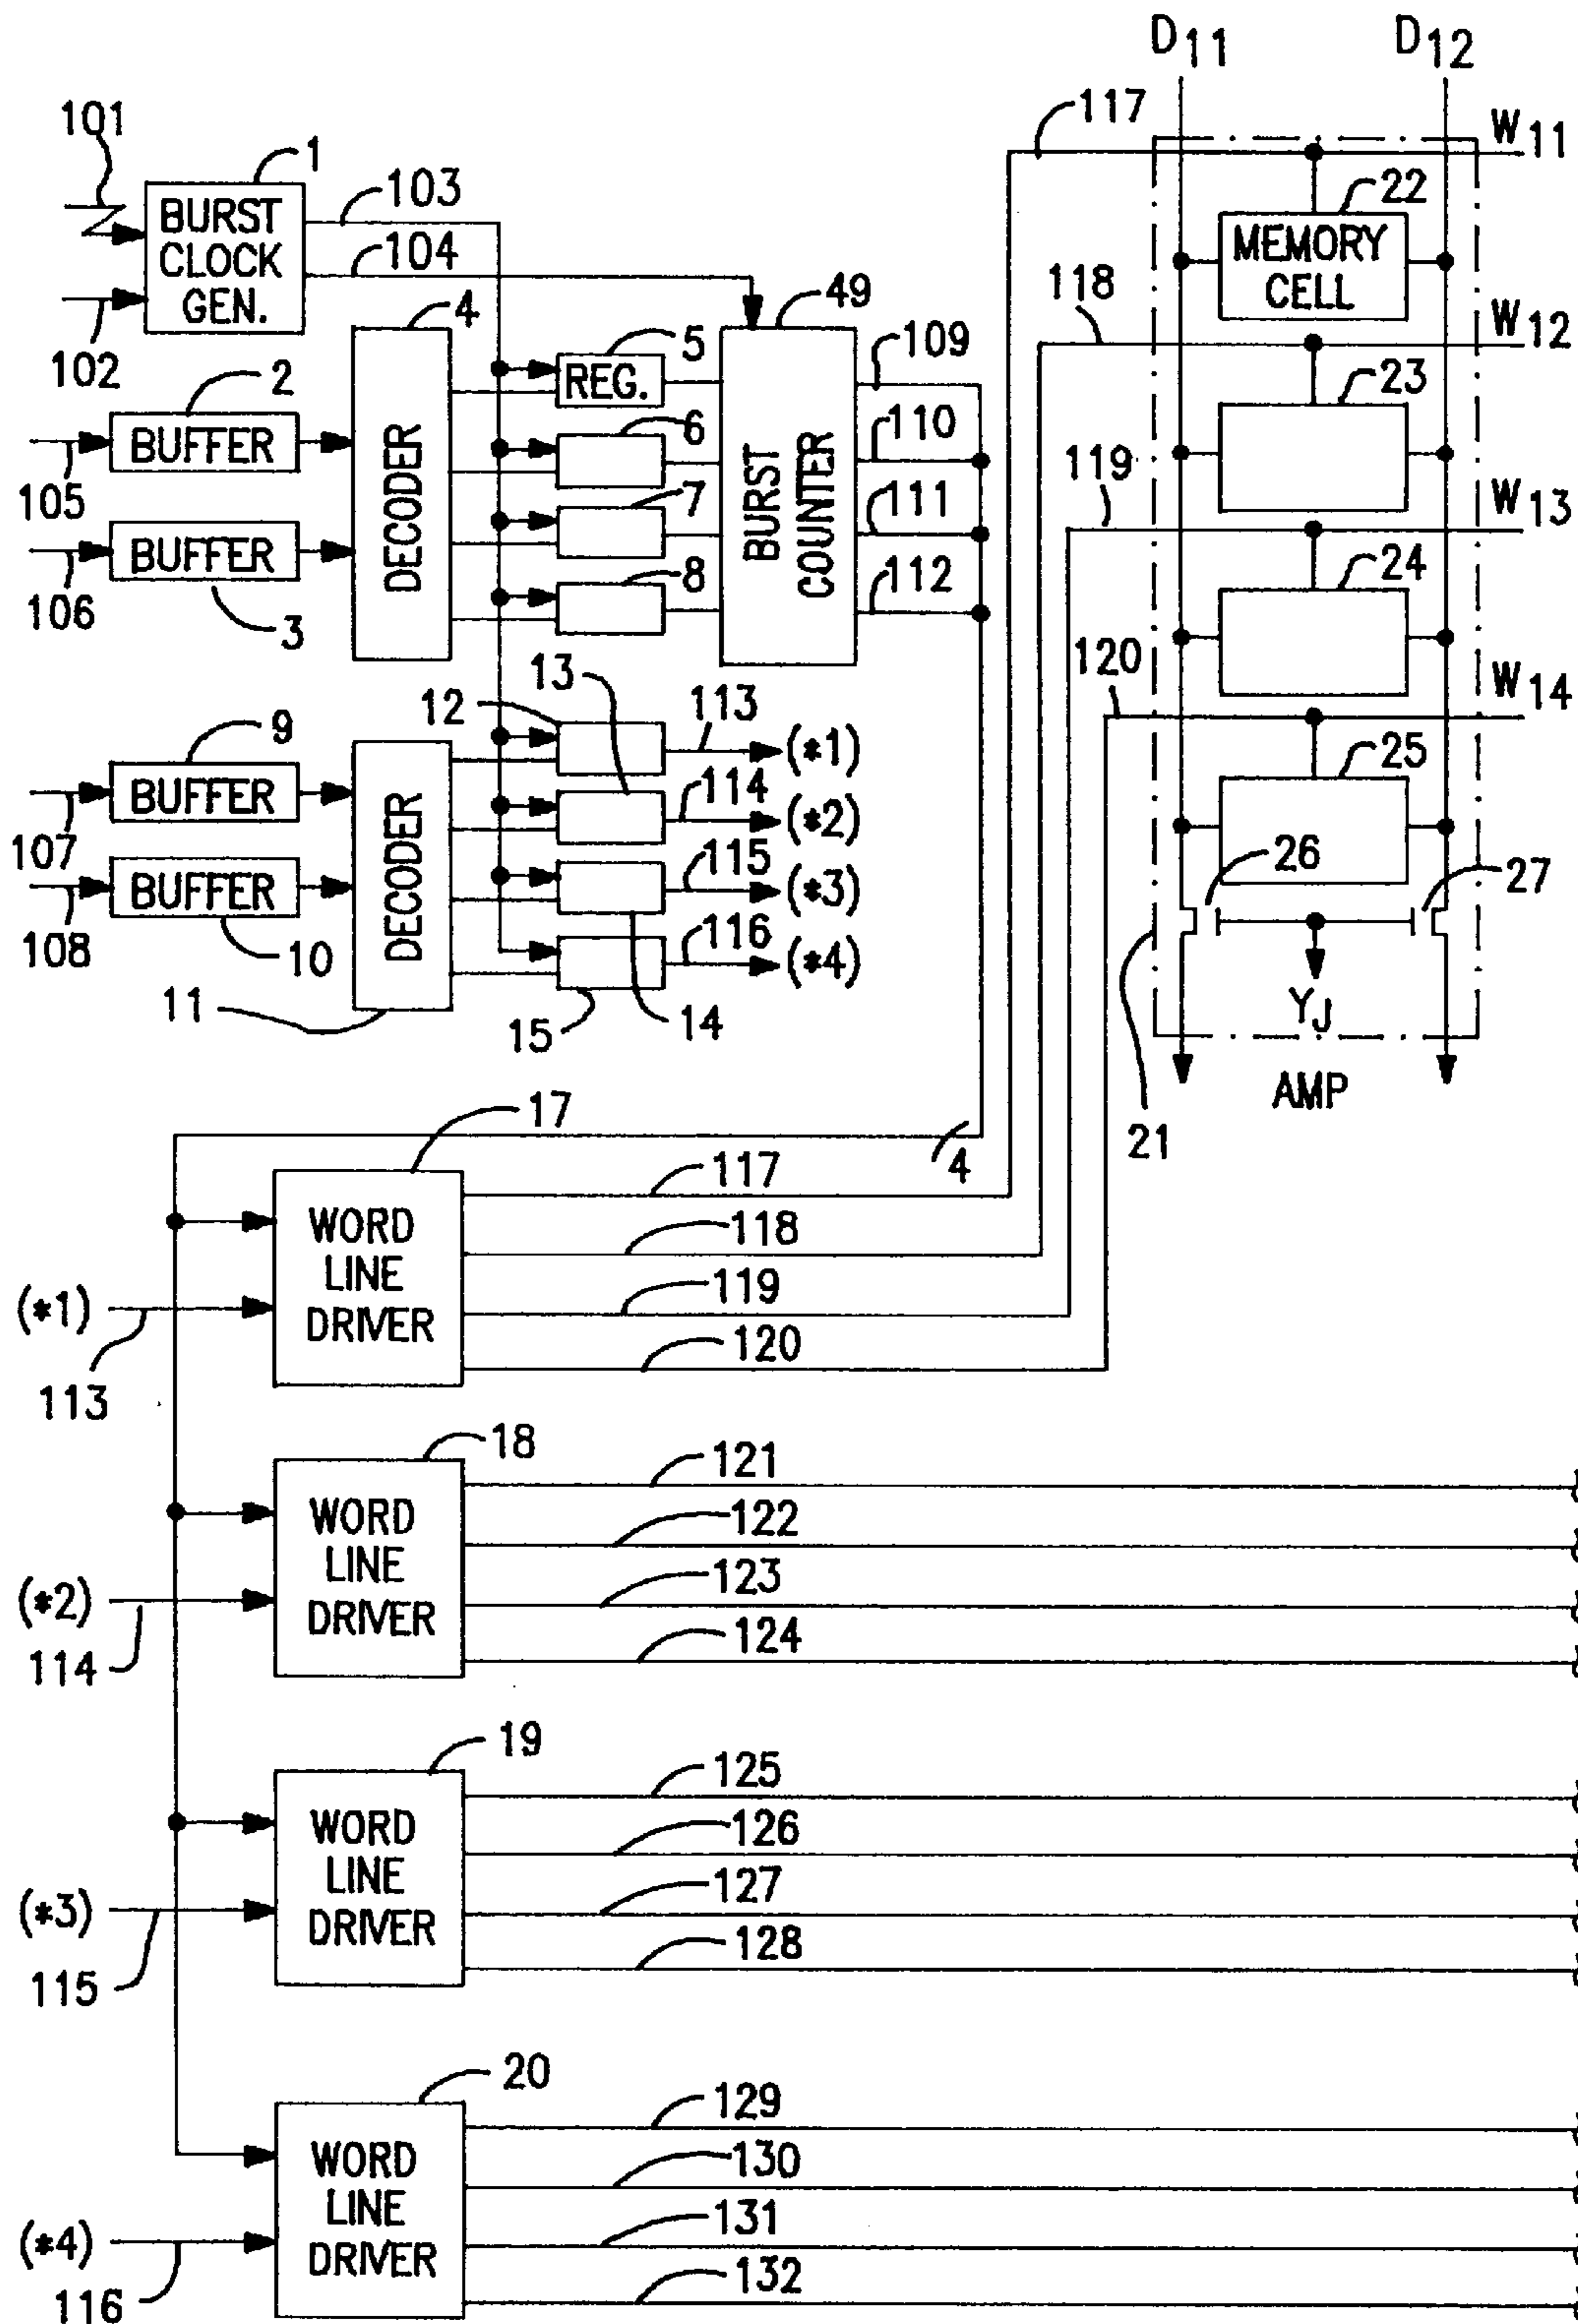 D11 D12
101
1
103
117
W11
BURST
CLOCK
GEN.
22
MEMORY
CELL
104
102
4
49
118
W12
2
5
109
BUFFER
REG.
23
105
6
110
119
W13
DECODER
7
BURST
COUNTER
111
BUFFER
106
3
8
112
24
120
W14
12
13
113
(*1)
9
25
BUFFER
114
(*2)
107
DECODER
26
27
BUFFER
115
(*3)
108
10
116
(*4)
YJ
11
15
14
AMP
21
17
4
117
WORD
LINE
DRIVER
118
119
(*1)
120
113
18
121
WORD
LINE
DRIVER
122
123
(*2)
124
114
19
125
WORD
LINE
DRIVER
126
127
(*3)
128
115
20
129
WORD
LINE
DRIVER
130
131
(*4)
132
116